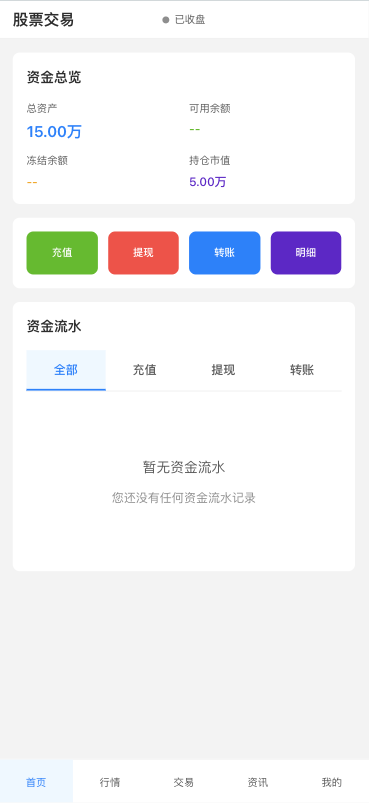 股票交易 已收盘
资金总览
总资产 可用余额
15.00万 --
冻结余额 持仓市值
-- 5.00万
充值 提现 转账 明细
资金流水
全部 充值 提现 转账
暂无资金流水
您还没有任何资金流水记录
首页 行情 交易 资讯 我的